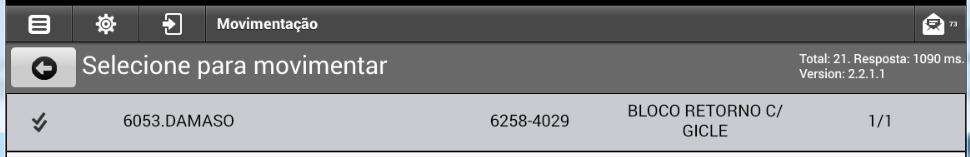 Movimentação
73
Selecione para movimentar
Total: 21. Resposta: 1090 ms.
Version: 2.2.1.1
6053.DAMASO 6258-4029 BLOCO RETORNO C/ 1/1
GICLE